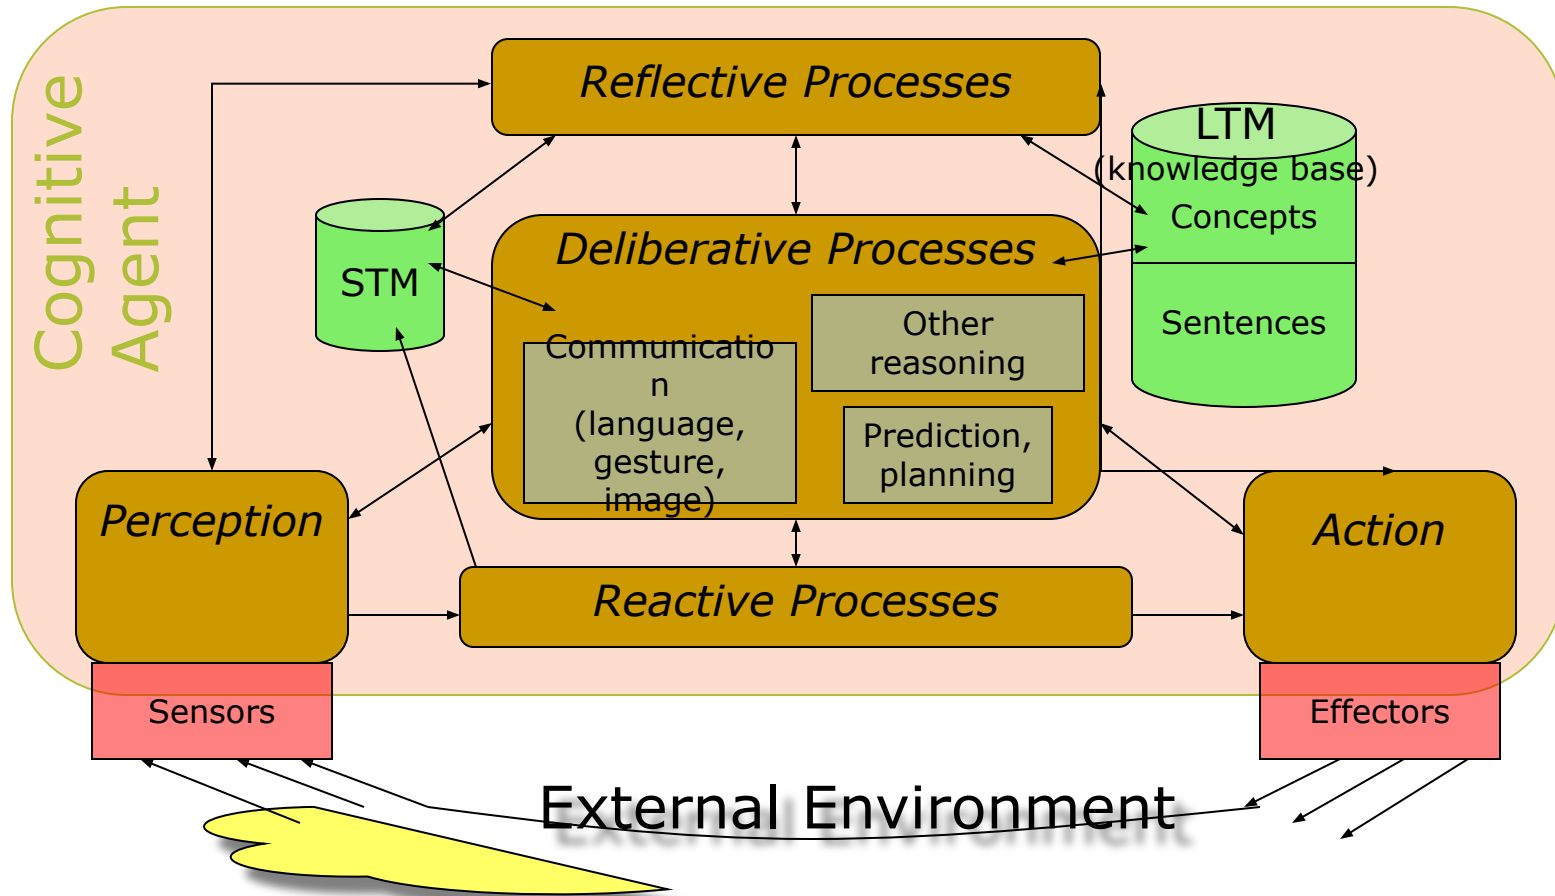 Cognitive
Agent
Reflective Processes
LTM
(knowledge base)
Concepts
Sentences
STM
Deliberative Processes
Other
reasoning
Communicatio
n
(language,
gesture,
image)
Prediction,
planning
Perception
Action
Reactive Processes
Sensors
Effectors
External Environment